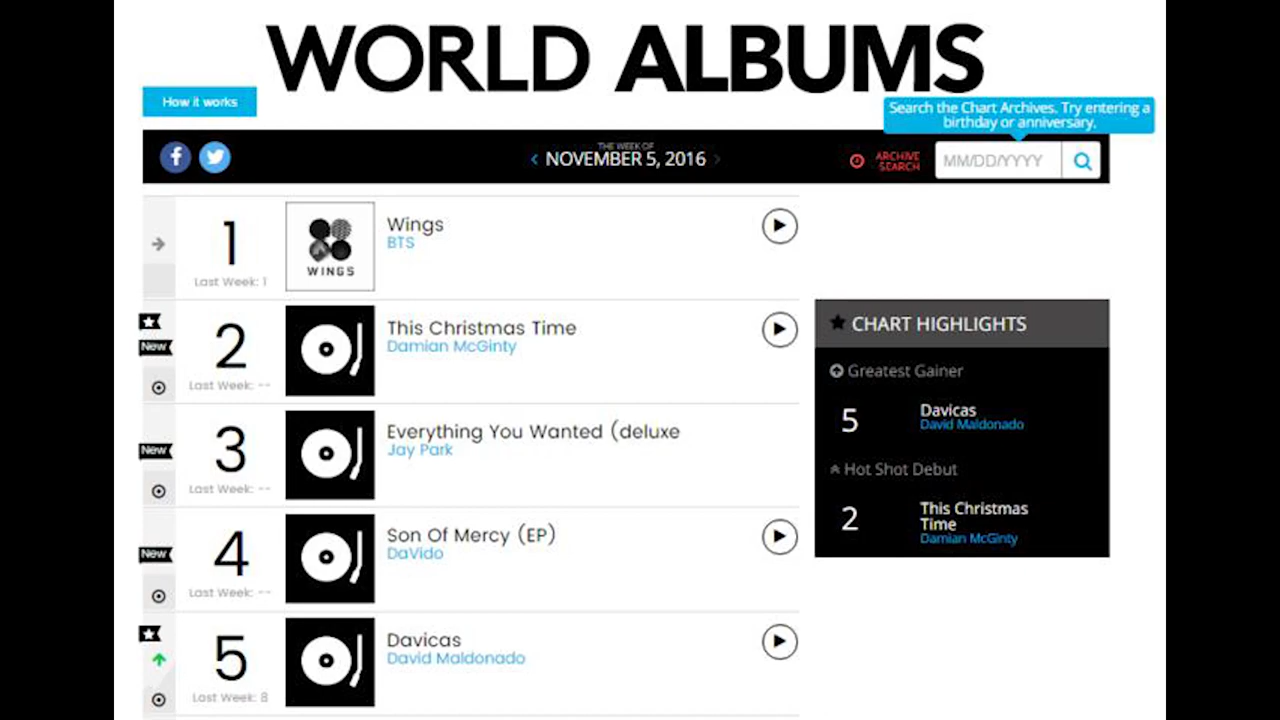 WORLD ALBUMS
How it works
Search the Chart Archives. Try entering a
birthday or anniversary.
THE WEEK OF
NOVEMBER 5, 2016
ARCHIVE
SEARCH
MM/DD/YYYY
1
Last Week: 1
WINGS
Wings
BTS
New
2
Last Week: --
This Christmas Time
Damian McGinty
New
3
Last Week: --
Everything You Wanted (deluxe
Jay Park
New
4
Last Week: --
Son Of Mercy (EP)
DaVido
5
Last Week: 8
Davicas
David Maldonado
CHART HIGHLIGHTS
Greatest Gainer
5
Davicas
David Maldonado
Hot Shot Debut
2
This Christmas
Time
Damian McGinty